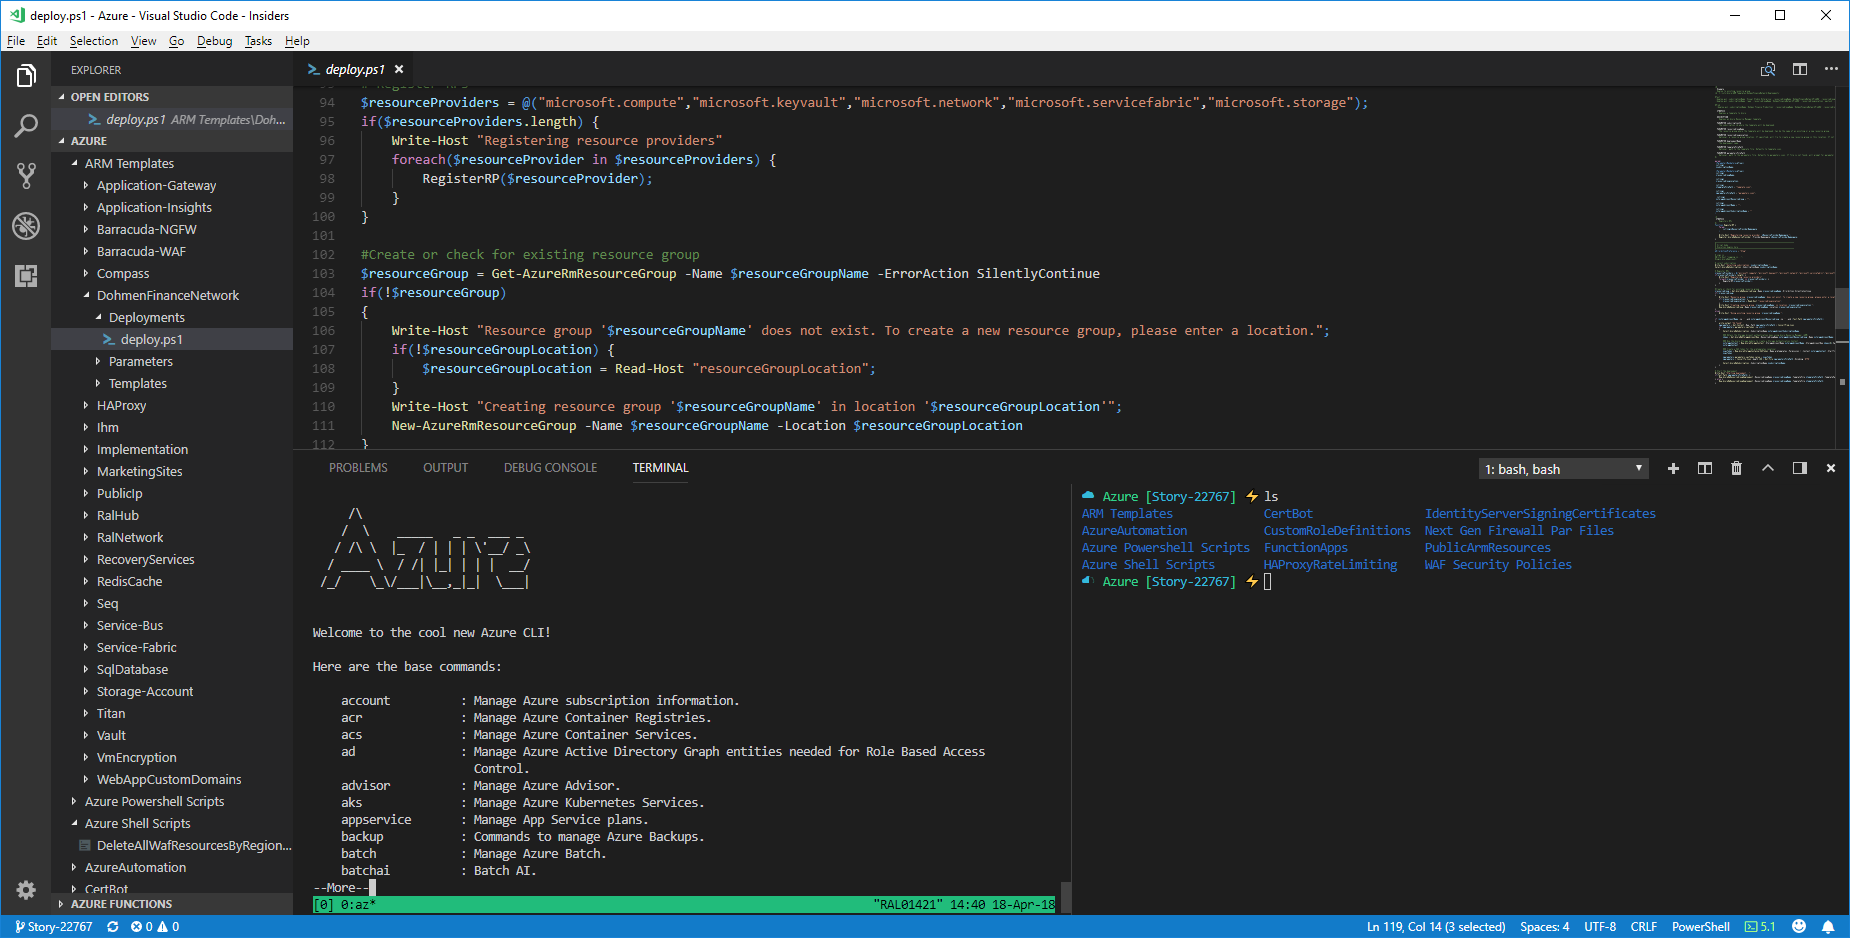 deploy.ps1 - Azure - Visual Studio Code - Insiders
File Edit Selection View Go Debug Tasks Help
EXPLORER
OPEN EDITORS
deploy.ps1 ARM Templates\Doh...
AZURE
ARM Templates
Application-Gateway
Application-Insights
Barracuda-NGFW
Barracuda-WAF
Compass
DohmenFinanceNetwork
Deployments
deploy.ps1
Parameters
Templates
HAProxy
Ihm
Implementation
MarketingSites
PublicIp
RalHub
RalNetwork
RecoveryServices
RedisCache
Seq
Service-Bus
Service-Fabric
SqlDatabase
Storage-Account
Titan
Vault
VmEncryption
WebAppCustomDomains
Azure Powershell Scripts
Azure Shell Scripts
DeleteAllWafResourcesByRegion...
AzureAutomation
CertBot
AZURE FUNCTIONS
deploy.ps1
94 $resourceProviders = @("microsoft.compute","microsoft.keyvault","microsoft.network","microsoft.servicefabric","microsoft.storage");
95 if($resourceProviders.length) {
96 Write-Host "Registering resource providers"
97 foreach($resourceProvider in $resourceProviders) {
98 RegisterRP($resourceProvider);
99 }
100 }
101
102 #Create or check for existing resource group
103 $resourceGroup = Get-AzureRmResourceGroup -Name $resourceGroupName -ErrorAction SilentlyContinue
104 if(!$resourceGroup)
105 {
106 Write-Host "Resource group '$resourceGroupName' does not exist. To create a new resource group, please enter a location.";
107 if(!$resourceGroupLocation) {
108 $resourceGroupLocation = Read-Host "resourceGroupLocation";
109 }
110 Write-Host "Creating resource group '$resourceGroupName' in location '$resourceGroupLocation'";
111 New-AzureRmResourceGroup -Name $resourceGroupName -Location $resourceGroupLocation
112 }
PROBLEMS OUTPUT DEBUG CONSOLE TERMINAL
1: bash, bash
Azure
Welcome to the cool new Azure CLI!
Here are the base commands:
account : Manage Azure subscription information.
acr : Manage Azure Container Registries.
acs : Manage Azure Container Services.
ad : Manage Azure Active Directory Graph entities needed for Role Based Access
Control.
advisor : Manage Azure Advisor.
aks : Manage Azure Kubernetes Services.
appservice : Manage App Service plans.
backup : Commands to manage Azure Backups.
batch : Manage Azure Batch.
batchai : Batch AI.
--More--
[0] 0:az* "RAL01421" 14:40 18-Apr-18
Azure [Story-22767] ⚡ ls
ARM Templates CertBot IdentityServerSigningCertificates
AzureAutomation CustomRoleDefinitions Next Gen Firewall Par Files
Azure Powershell Scripts FunctionApps PublicArmResources
Azure Shell Scripts HAProxyRateLimiting WAF Security Policies
Azure [Story-22767] ⚡
Story-22767 0 0 Ln 119, Col 14 (3 selected) Spaces: 4 UTF-8 CRLF PowerShell 5.1